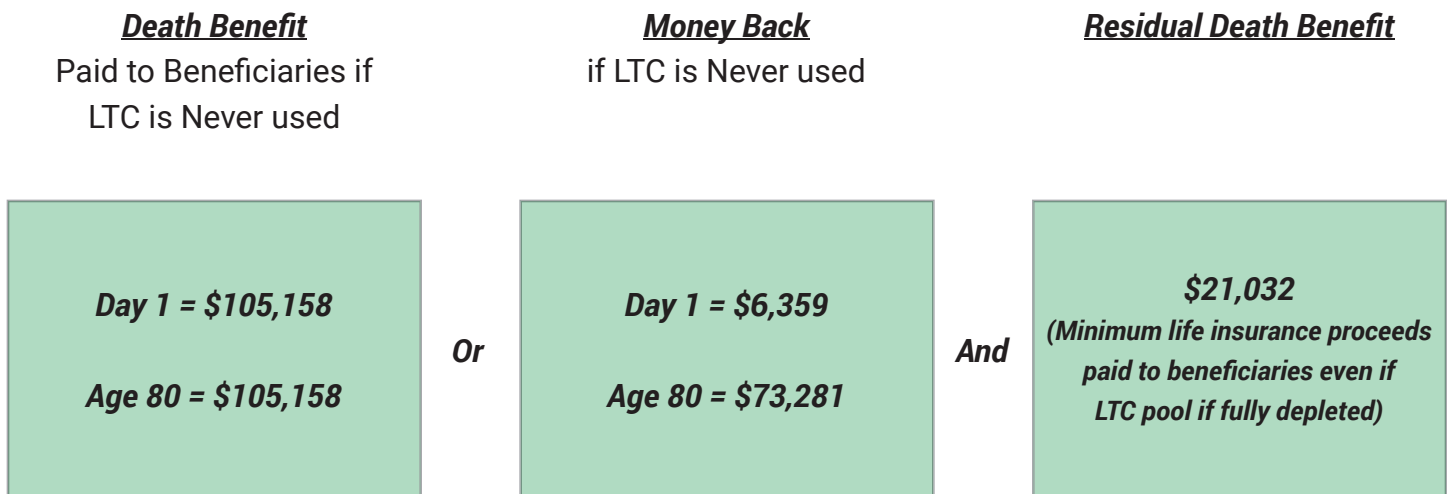 Death Benefit
Paid to Beneficiaries if
LTC is Never used
Money Back
if LTC is Never used
Residual Death Benefit
Day 1 = $105,158
Age 80 = $105,158
Or
Day 1 = $6,359
Age 80 = $73,281
And
$21,032
(Minimum life insurance proceeds
paid to beneficiaries even if
LTC pool if fully depleted)